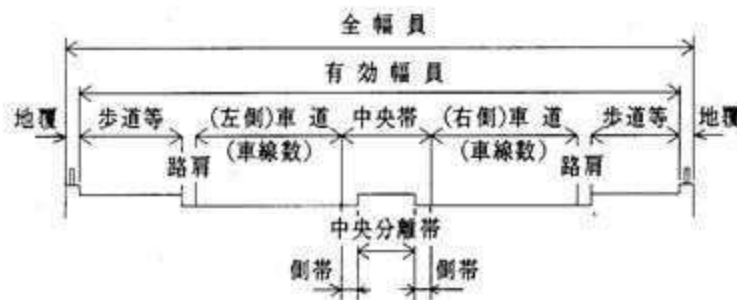 全幅員
有効幅員
地覆 歩道等 (左側)車道 中央帯 (右側)車道 歩道等 地覆
路肩 (車線数) (車線数) 路肩
中央分離帯
側帯 側帯